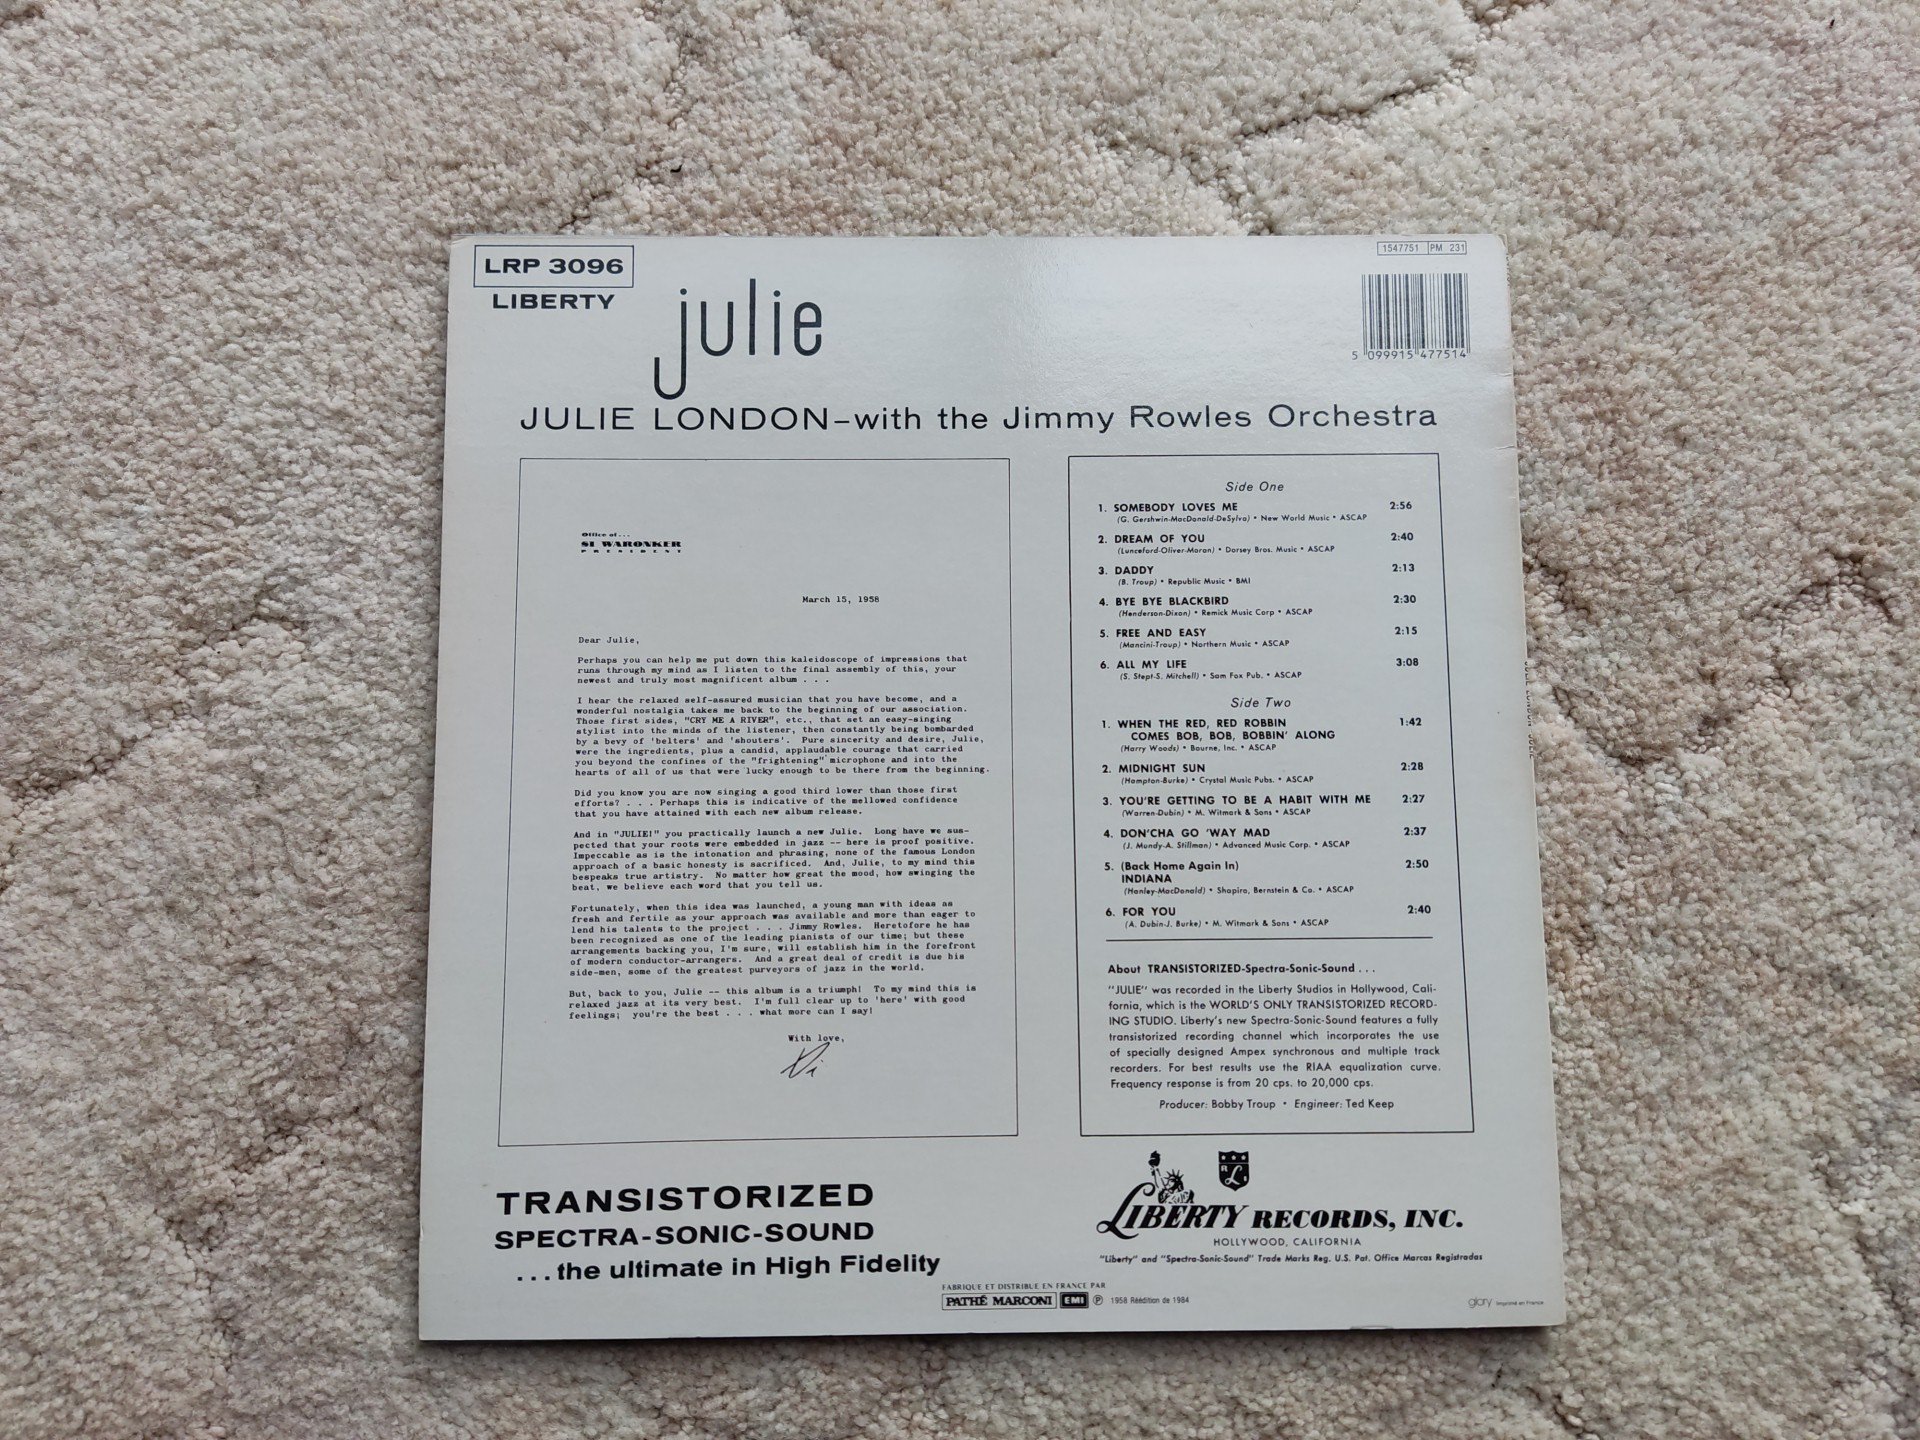 LRP 3096
LIBERTY
1547751 PM 231
5 099915 477514
julie
JULIE LONDON–with the Jimmy Rowles Orchestra
Office of...
SI WARONKER
PRESIDENT
March 15, 1958
Dear Julie,
Perhaps you can help me put down this kaleidoscope of impressions that
runs through my mind as I listen to the final assembly of this, your
newest and truly most magnificent album . . .
I hear the relaxed self-assured musician that you have become, and a
wonderful nostalgia takes me back to the beginning of our association.
Those first sides, "CRY ME A RIVER", etc., that set an easy-singing
stylist into the minds of the listener, then constantly being bombarded
by a bevy of 'belters' and 'shouters'. Pure sincerity and desire, Julie,
were the ingredients, plus a candid, applaudable courage that carried
you beyond the confines of the "frightening" microphone and into the
hearts of all of us that were lucky enough to be there from the beginning.
Did you know you are now singing a good third lower than those first
efforts? . . . Perhaps this is indicative of the mellowed confidence
that you have attained with each new album release.
And in "JULIE!" you practically launch a new Julie. Long have we sus-
pected that your roots were embedded in jazz -- here is proof positive.
Impeccable as is the intonation and phrasing, none of the famous London
approach of a basic honesty is sacrificed. And, Julie, to my mind this
bespeaks true artistry. No matter how great the mood, how swinging the
beat, we believe each word that you tell us.
Fortunately, when this idea was launched, a young man with ideas as
fresh and fertile as your approach was available and more than eager to
lend his talents to the project . . . Jimmy Rowles. Heretofore he has
been recognized as one of the leading pianists of our time; but these
arrangements backing you, I'm sure, will establish him in the forefront
of modern conductor-arrangers. And a great deal of credit is due his
side-men, some of the greatest purveyors of jazz in the world.
But, back to you, Julie -- this album is a triumph! To my mind this is
relaxed jazz at its very best. I'm full clear up to 'here' with good
feelings; you're the best . . . what more can I say!
With love,
Si
Side One
1. SOMEBODY LOVES ME 2:56
(G. Gershwin-MacDonald-DeSylva) • New World Music • ASCAP
2. DREAM OF YOU 2:40
(Lunceford-Oliver-Moran) • Dorsey Bros. Music • ASCAP
3. DADDY 2:13
(B. Troup) • Republic Music • BMI
4. BYE BYE BLACKBIRD 2:30
(Henderson-Dixon) • Remick Music Corp • ASCAP
5. FREE AND EASY 2:15
(Mancini-Troup) • Northern Music • ASCAP
6. ALL MY LIFE 3:08
(S. Stept-S. Mitchell) • Sam Fox Pub. • ASCAP
Side Two
1. WHEN THE RED, RED ROBBIN 1:42
COMES BOB, BOB, BOBBIN' ALONG
(Harry Woods) • Bourne, Inc. • ASCAP
2. MIDNIGHT SUN 2:28
(Hampton-Burke) • Crystal Music Pubs. • ASCAP
3. YOU'RE GETTING TO BE A HABIT WITH ME 2:27
(Warren-Dubin) • M. Witmark & Sons • ASCAP
4. DON'CHA GO 'WAY MAD 2:37
(J. Mundy-A. Stillman) • Advanced Music Corp. • ASCAP
5. (Back Home Again In) 2:50
INDIANA
(Hanley-MacDonald) • Shapiro, Bernstein & Co. • ASCAP
6. FOR YOU 2:40
(A. Dubin-J. Burke) • M. Witmark & Sons • ASCAP
About TRANSISTORIZED-Spectra-Sonic-Sound . . .
"JULIE" was recorded in the Liberty Studios in Hollywood, Cali-
fornia, which is the WORLD'S ONLY TRANSISTORIZED RECORD-
ING STUDIO. Liberty's new Spectra-Sonic-Sound features a fully
transistorized recording channel which incorporates the use
of specially designed Ampex synchronous and multiple track
recorders. For best results use the RIAA equalization curve.
Frequency response is from 20 cps. to 20,000 cps.
Producer: Bobby Troup • Engineer: Ted Keep
TRANSISTORIZED
SPECTRA-SONIC-SOUND
...the ultimate in High Fidelity
LIBERTY RECORDS, INC.
HOLLYWOOD, CALIFORNIA
"Liberty" and "Spectra-Sonic-Sound" Trade Marks Reg. U.S. Pat. Office Marcas Registradas
FABRIQUE ET DISTRIBUE EN FRANCE PAR
PATHÉ MARCONI EMI ℗ 1958 Réédition de 1984
glory Imprimé en France